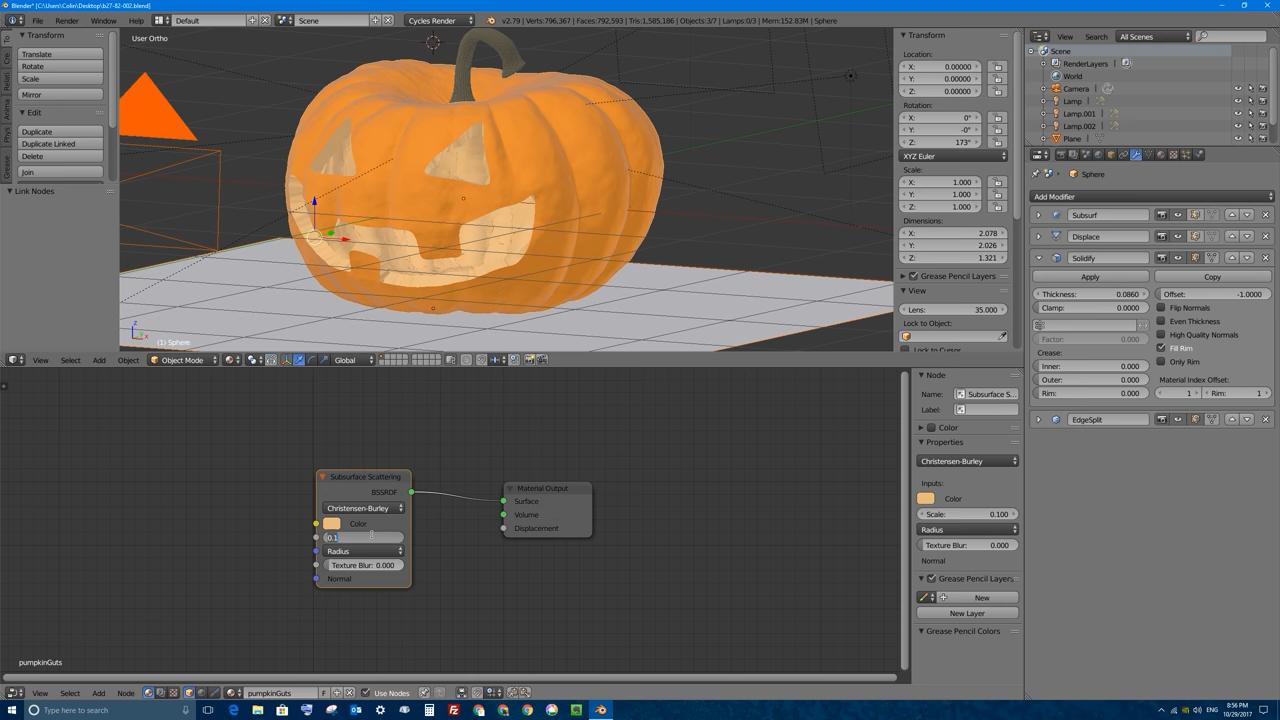 Blender* [C:\Users\Colin\Desktop\b27-82-002.blend]
File Render Window Help Default Scene Cycles Render v2.79 | Verts:796,367 | Faces:792,593 | Tris:1,585,186 | Objects:3/7 | Lamps:0/3 | Mem:152.83M | Sphere
Transform
Translate
Rotate
Scale
Mirror
Edit
Duplicate
Duplicate Linked
Delete
Join
Link Nodes
User Ortho
(1) Sphere
Transform
Location:
X: 0.00000
Y: 0.00000
Z: 0.00000
Rotation:
X: 0°
Y: -0°
Z: 173°
XYZ Euler
Scale:
X: 1.000
Y: 1.000
Z: 1.000
Dimensions:
X: 2.078
Y: 2.026
Z: 1.321
Grease Pencil Layers
View
Lens: 35.000
Lock to Object:
Lock to Cursor
View Select Add Object Object Mode Global
View Search All Scenes
Scene
RenderLayers
World
Camera
Lamp
Lamp.001
Lamp.002
Plane
Sphere
Add Modifier
Subsurf
Displace
Solidify
Apply Copy
Thickness: 0.0860 Offset: -1.0000
Clamp: 0.0000 Flip Normals
Even Thickness
Factor: 0.000 High Quality Normals
Crease: Fill Rim
Inner: 0.000 Only Rim
Outer: 0.000 Material Index Offset:
Rim: 0.000 1 Rim: 1
EdgeSplit
Subsurface Scattering
BSSRDF
Christensen-Burley
Color
0.1
Radius
Texture Blur: 0.000
Normal
Material Output
Surface
Volume
Displacement
Node
Name: Subsurface S...
Label:
Color
Properties
Christensen-Burley
Inputs:
Color
Scale: 0.100
Radius
Texture Blur: 0.000
Normal
Grease Pencil Layers
New
New Layer
Grease Pencil Colors
pumpkinGuts
View Select Add Node pumpkinGuts F Use Nodes
Type here to search
ENG
8:56 PM
10/29/2017